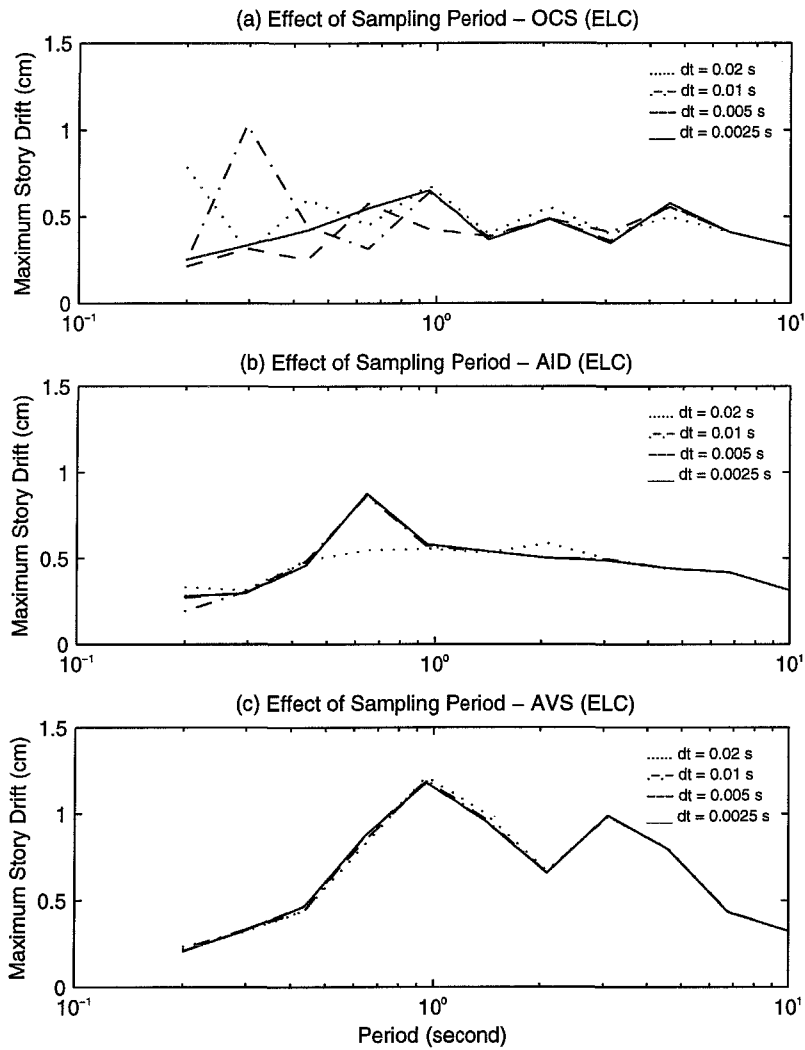 (a) Effect of Sampling Period – OCS (ELC)
Maximum Story Drift (cm)
1.5
1
0.5
0
dt = 0.02 s
dt = 0.01 s
dt = 0.005 s
dt = 0.0025 s
10⁻¹
10⁰
10¹
(b) Effect of Sampling Period – AID (ELC)
Maximum Story Drift (cm)
1.5
1
0.5
0
dt = 0.02 s
dt = 0.01 s
dt = 0.005 s
dt = 0.0025 s
10⁻¹
10⁰
10¹
(c) Effect of Sampling Period – AVS (ELC)
Maximum Story Drift (cm)
1.5
1
0.5
0
dt = 0.02 s
dt = 0.01 s
dt = 0.005 s
dt = 0.0025 s
10⁻¹
10⁰
10¹
Period (second)